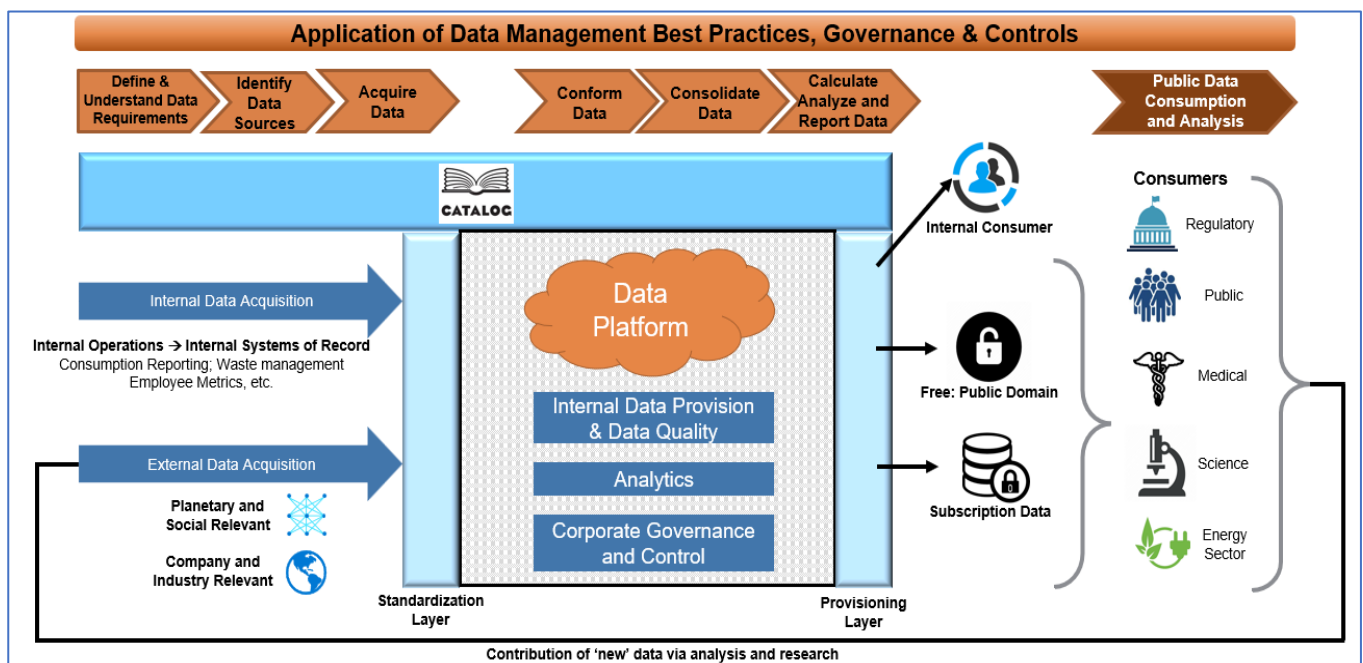 Application of Data Management Best Practices, Governance & Controls
Define &
Understand Data
Requirements
Identify
Data
Sources
Acquire
Data
Conform
Data
Consolidate
Data
Calculate
Analyze and
Report Data
Public Data
Consumption
and Analysis
CATALOG
Internal Consumer
Consumers
Regulatory
Public
Medical
Science
Energy
Sector
Internal Data Acquisition
Internal Operations → Internal Systems of Record
Consumption Reporting; Waste management
Employee Metrics, etc.
External Data Acquisition
Planetary and
Social Relevant
Company and
Industry Relevant
Data
Platform
Internal Data Provision
& Data Quality
Analytics
Corporate Governance
and Control
Free: Public Domain
Subscription Data
Standardization
Layer
Provisioning
Layer
Contribution of ‘new’ data via analysis and research